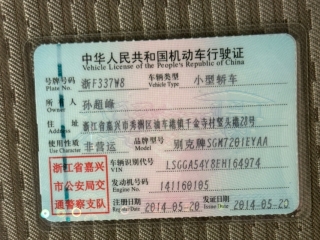 中华人民共和国机动车行驶证
Vehicle License of the People's Republic of China
号牌号码 浙F337W8 车辆类型 小型轿车
Plate No. Vehicle Type
所有人 孙超峰
Owner
住址 浙江省嘉兴市秀洲区油车港镇千金寺村窑头港28号
Address
使用性质 非营运 品牌型号 别克牌SGM7201EYAA
Use Character Model
浙江省嘉兴 车辆识别代号 LSGGA54Y8EH164974
VIN
市公安局交 发动机号码 141160105
Engine No.
通警察支队 注册日期 2014-05-20 发证日期 2014-05-20
Register Date Issue Date